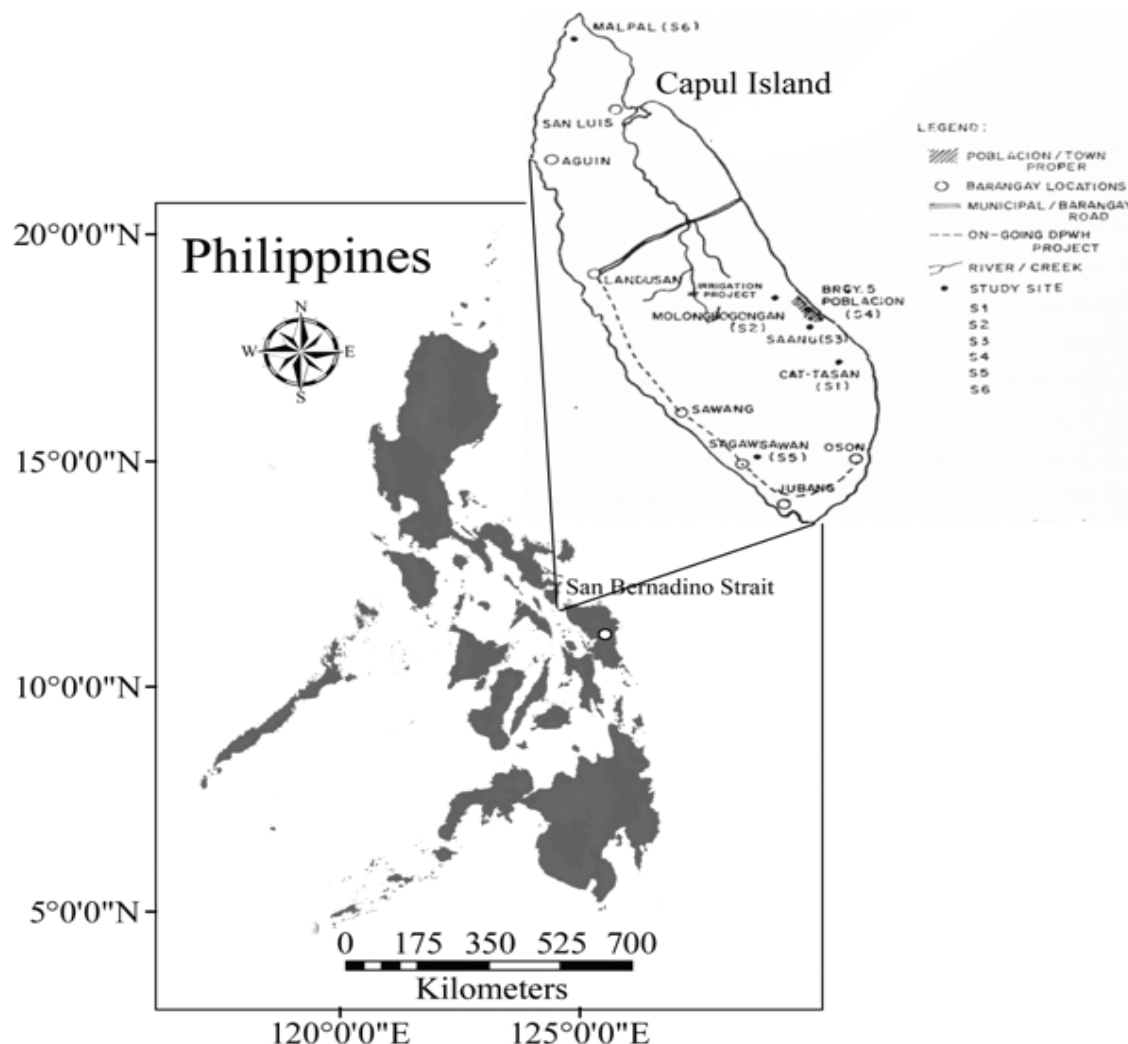 MALPAL (S6)
Capul Island
SAN LUIS
AGUIN
LANDUSAN
IRRIGATION
PROJECT
MOLONGBOGONGAN
(S2)
BRGY. 5
POBLACION
(S4)
SAANG (S3)
CAT-TASAN
(S1)
SAWANG
SAGAWSAWAN
(S5)
OSON
JUBANG
LEGEND:
POBLACION / TOWN
PROPER
BARANGAY LOCATIONS
MUNICIPAL / BARANGAY
ROAD
ON-GOING DPWH
PROJECT
RIVER / CREEK
STUDY SITE
S1
S2
S3
S4
S5
S6
Philippines
N
W
E
S
San Bernadino Strait
20°0'0"N
15°0'0"N
10°0'0"N
5°0'0"N
0 175 350 525 700
Kilometers
120°0'0"E
125°0'0"E